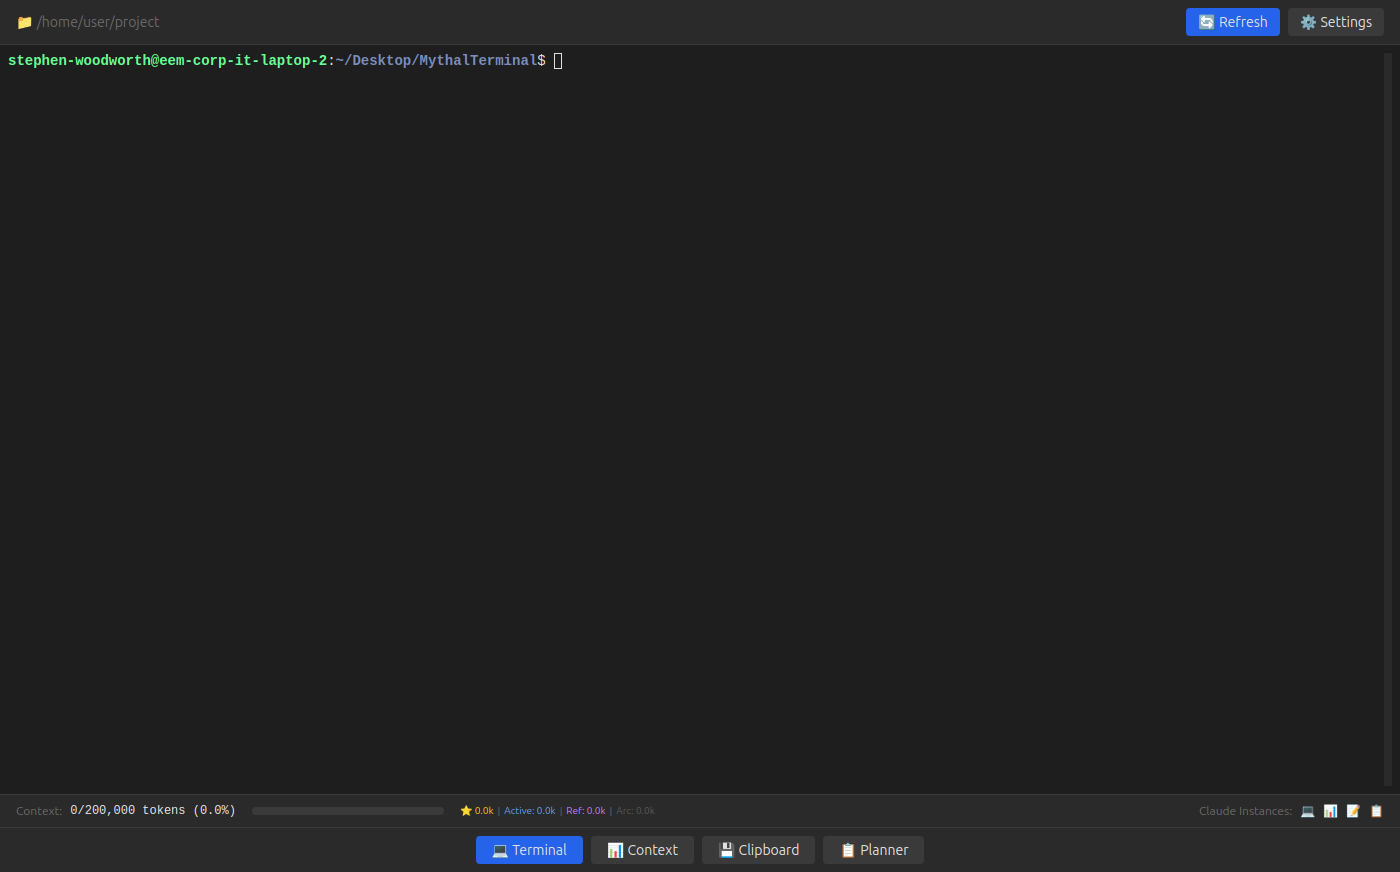 /home/user/project
Refresh
Settings
stephen-woodworth@eem-corp-it-laptop-2:~/Desktop/MythalTerminal$
Context: 0/200,000 tokens (0.0%)
0.0k | Active: 0.0k | Ref: 0.0k | Arc: 0.0k
Claude Instances:
Terminal
Context
Clipboard
Planner